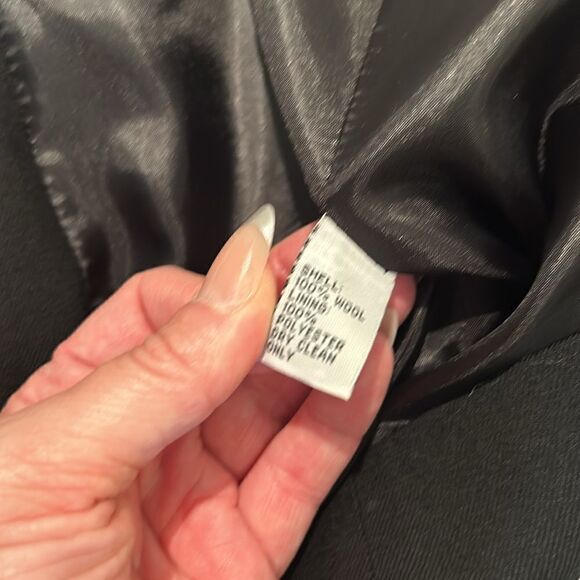 SHELL:
100% WOOL
LINING:
100%
POLYESTER
DRY CLEAN
ONLY